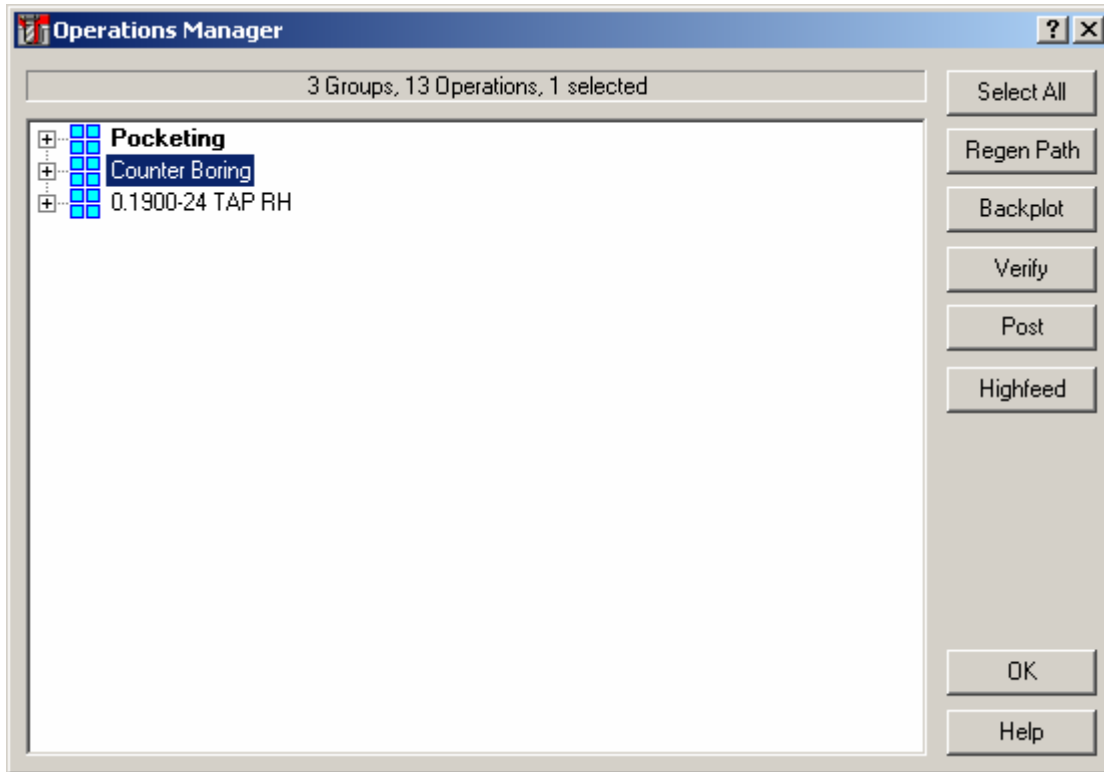 Operations Manager
3 Groups, 13 Operations, 1 selected
Pocketing
Counter Boring
0.1900-24 TAP RH
Select All
Regen Path
Backplot
Verify
Post
Highfeed
OK
Help